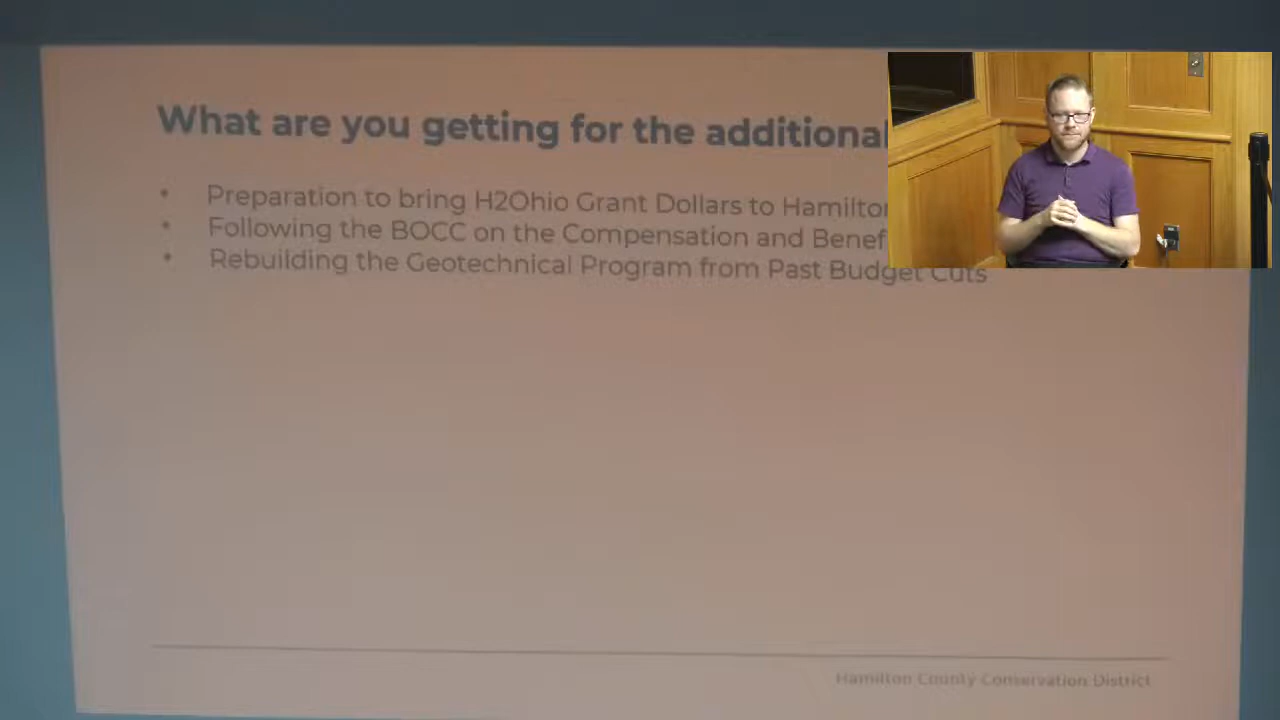 What are you getting for the additional
• Preparation to bring H2Ohio Grant Dollars to Hamilton
• Following the BOCC on the Compensation and Benef
• Rebuilding the Geotechnical Program from Past Budget Cuts
Hamilton County Conservation District